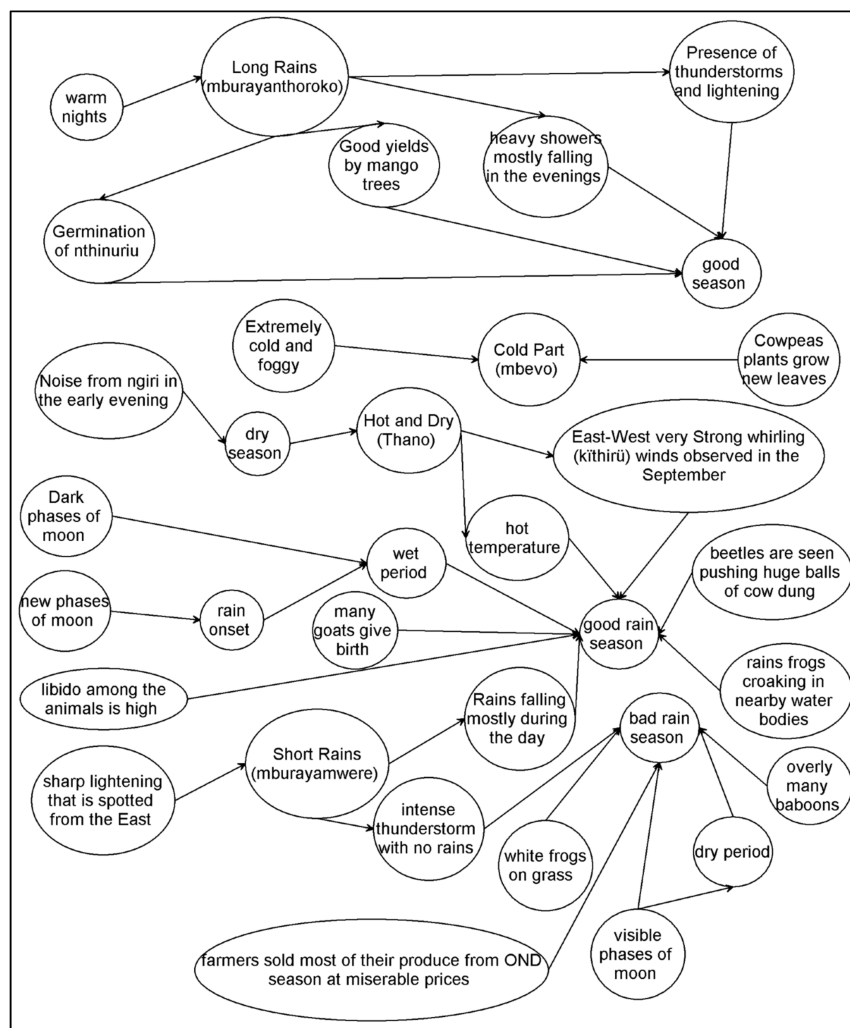 warm
nights
Long Rains
(mburayanthoroko)
Presence of
thunderstorms
and lightening
Good yields
by mango
trees
heavy showers
mostly falling
in the evenings
Germination
of nthinuriu
good
season
Extremely
cold and
foggy
Cold Part
(mbevo)
Cowpeas
plants grow
new leaves
Noise from ngiri in
the early evening
dry
season
Hot and Dry
(Thano)
East-West very Strong whirling
(kïthirü) winds observed in the
September
Dark
phases of
moon
wet
period
hot
temperature
beetles are seen
pushing huge balls
of cow dung
new phases
of moon
rain
onset
many
goats give
birth
good rain
season
libido among the
animals is high
rains frogs
croaking in
nearby water
bodies
Rains falling
mostly during
the day
bad rain
season
sharp lightening
that is spotted
from the East
Short Rains
(mburayamwere)
intense
thunderstorm
with no rains
overly
many
baboons
white frogs
on grass
dry period
farmers sold most of their produce from OND
season at miserable prices
visible
phases of
moon